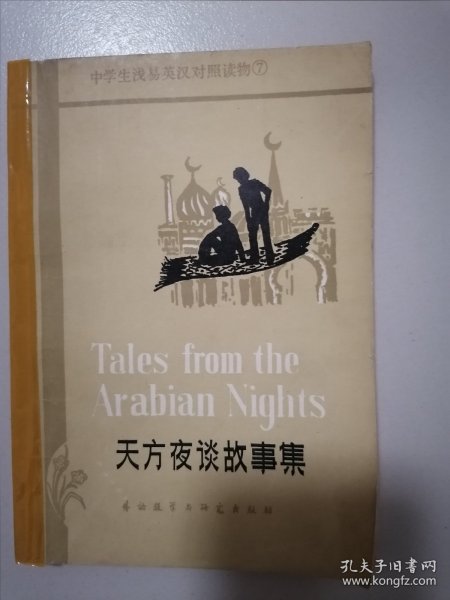 中学生浅易英汉对照读物⑦
Tales from the
Arabian Nights
天方夜谈故事集
外语教学与研究出版社
孔夫子旧书网
www.kongfz.com